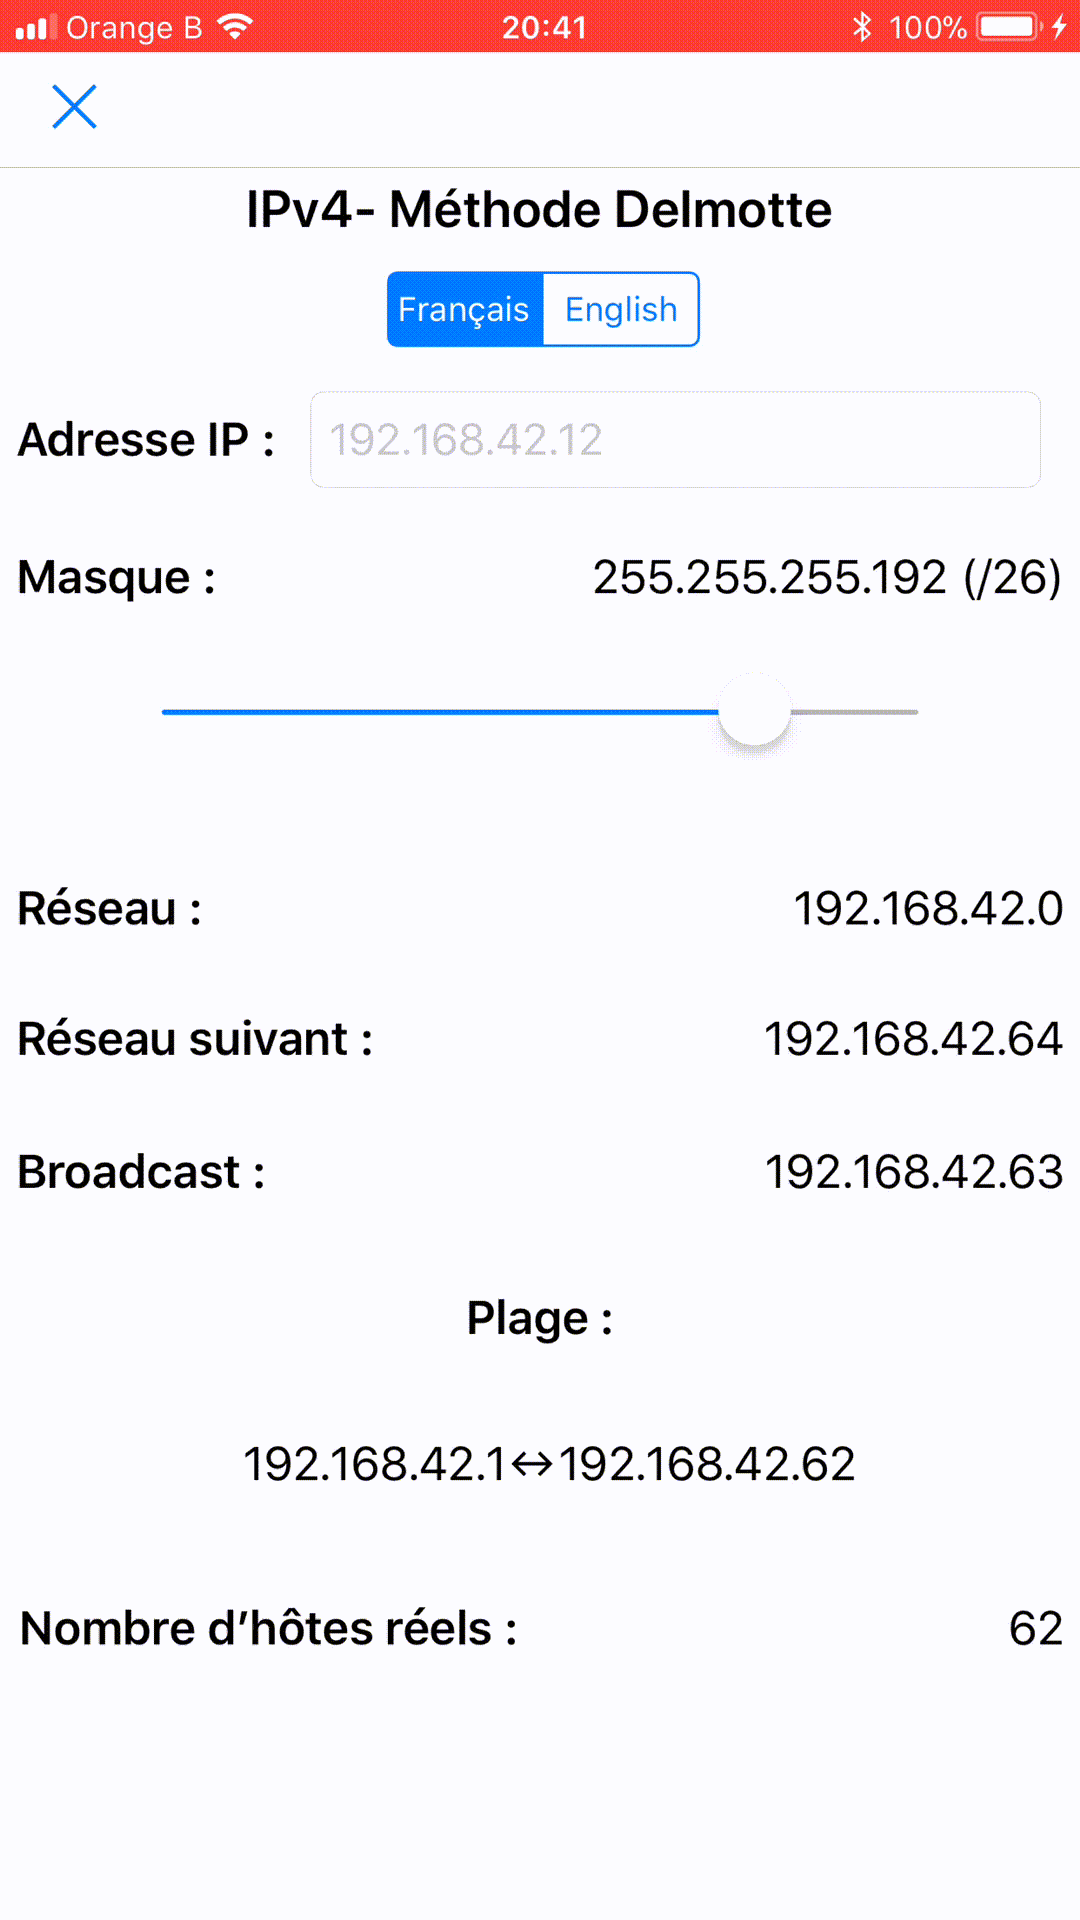 Orange B 20:41 100%
IPv4- Méthode Delmotte
Français English
Adresse IP : 192.168.42.12
Masque : 255.255.255.192 (/26)
Réseau : 192.168.42.0
Réseau suivant : 192.168.42.64
Broadcast : 192.168.42.63
Plage :
192.168.42.1↔192.168.42.62
Nombre d’hôtes réels : 62